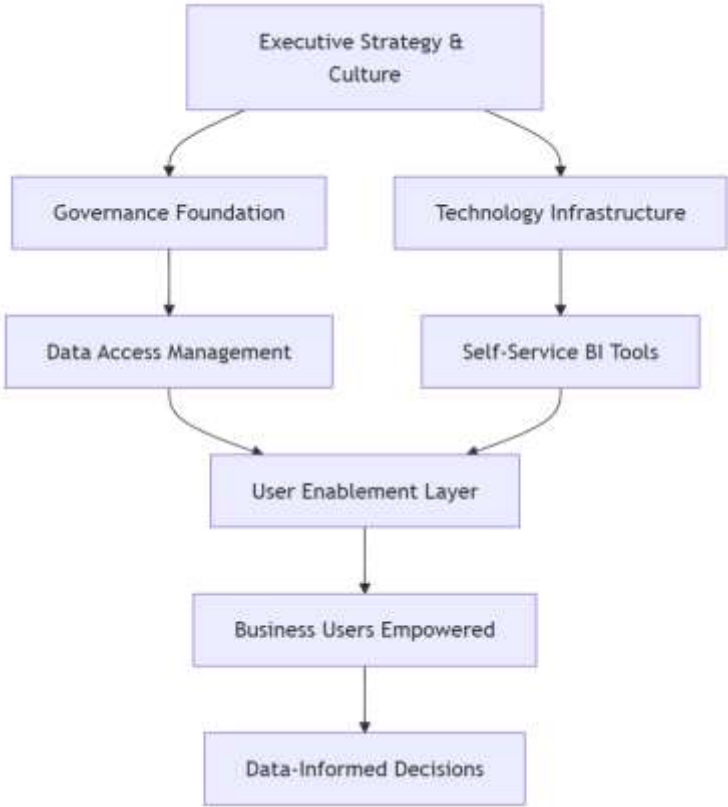 Executive Strategy &
Culture
Governance Foundation
Technology Infrastructure
Data Access Management
Self-Service BI Tools
User Enablement Layer
Business Users Empowered
Data-Informed Decisions